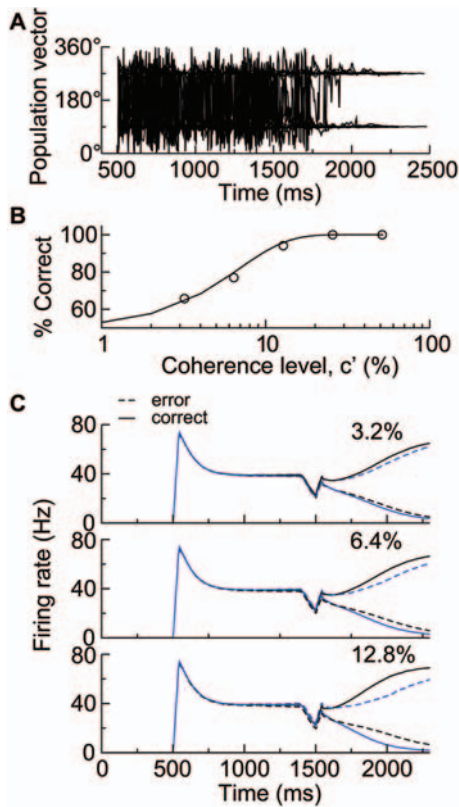 A
Population vector
360°
180°
0°
500 1000 1500 2000 2500
Time (ms)
B
% Correct
100
80
60
1 10 100
Coherence level, c' (%)
C
error
correct
Firing rate (Hz)
80
40
0
3.2%
80
40
0
6.4%
80
40
0
12.8%
0 500 1000 1500 2000
Time (ms)